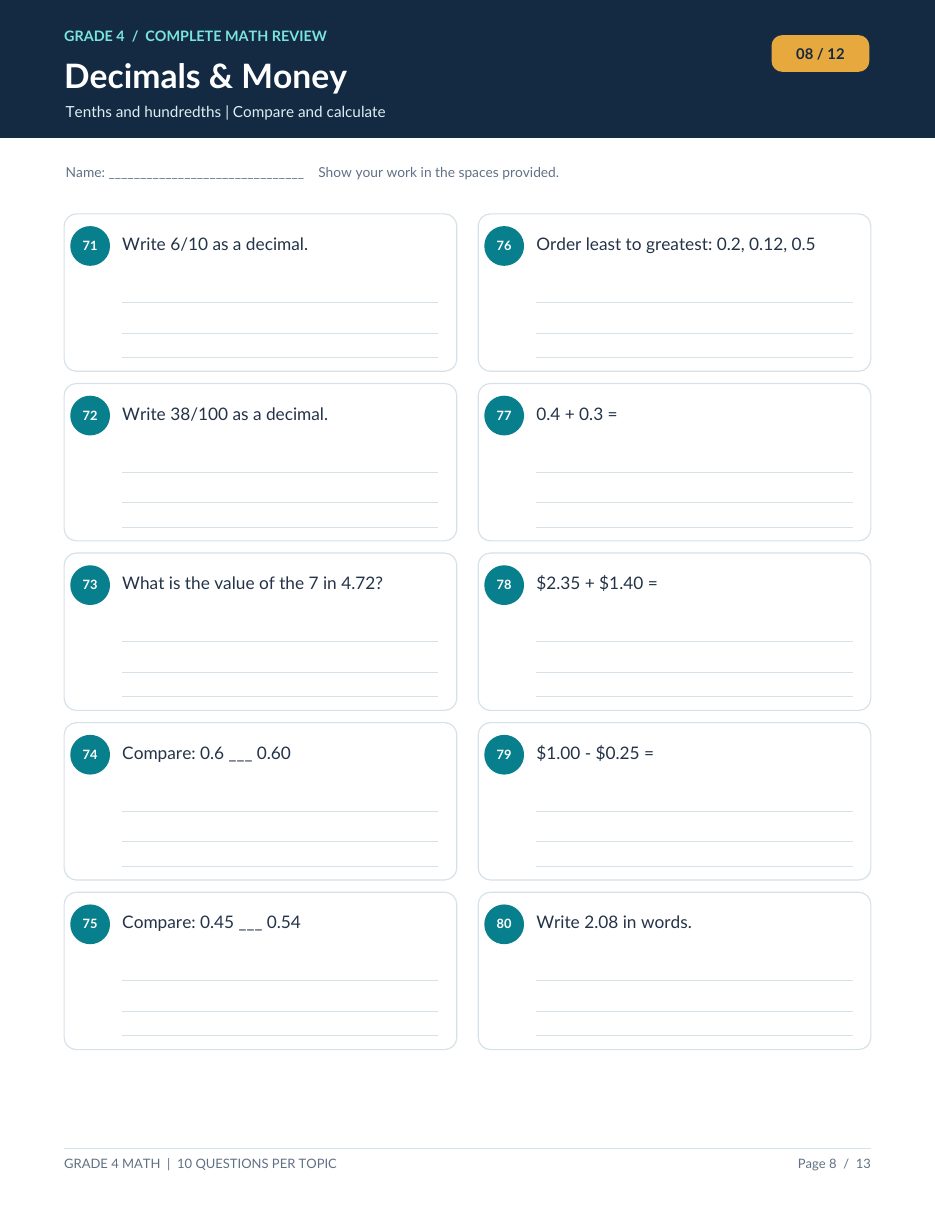 GRADE 4 / COMPLETE MATH REVIEW
08 / 12
Decimals & Money
Tenths and hundredths | Compare and calculate
Name: ______________________________ Show your work in the spaces provided.
71 Write 6/10 as a decimal.
72 Write 38/100 as a decimal.
73 What is the value of the 7 in 4.72?
74 Compare: 0.6 ___ 0.60
75 Compare: 0.45 ___ 0.54
76 Order least to greatest: 0.2, 0.12, 0.5
77 0.4 + 0.3 =
78 $2.35 + $1.40 =
79 $1.00 - $0.25 =
80 Write 2.08 in words.
GRADE 4 MATH | 10 QUESTIONS PER TOPIC
Page 8 / 13